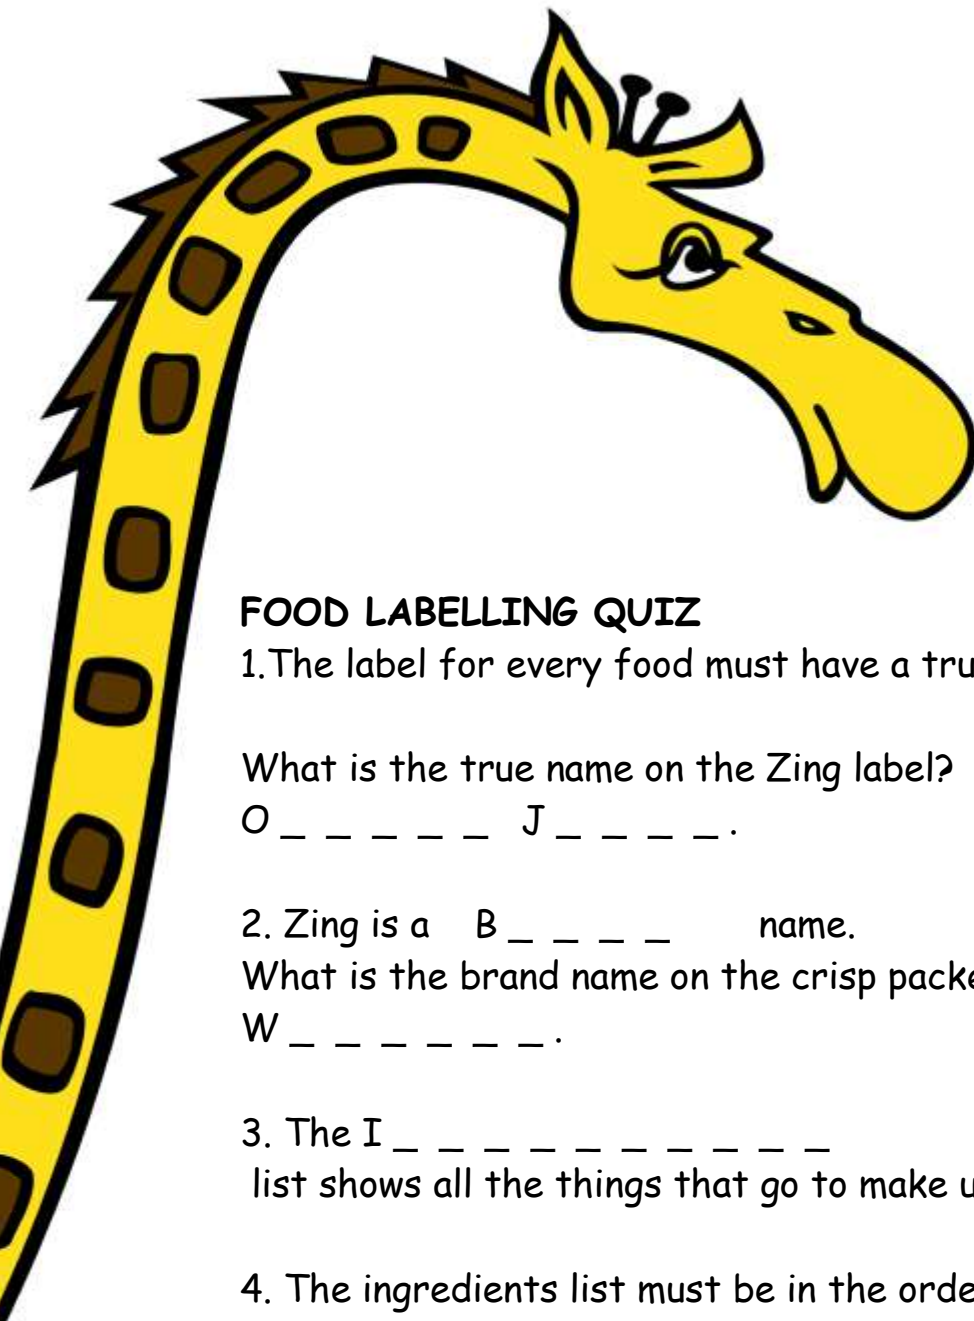 FOOD LABELLING QUIZ
1.The label for every food must have a tru
What is the true name on the Zing label?
O _ _ _ _ _ J _ _ _ _ .
2. Zing is a B _ _ _ _ name.
What is the brand name on the crisp packe
W _ _ _ _ _ _ .
3. The I _ _ _ _ _ _ _ _ _ _
list shows all the things that go to make u
4. The ingredients list must be in the orde